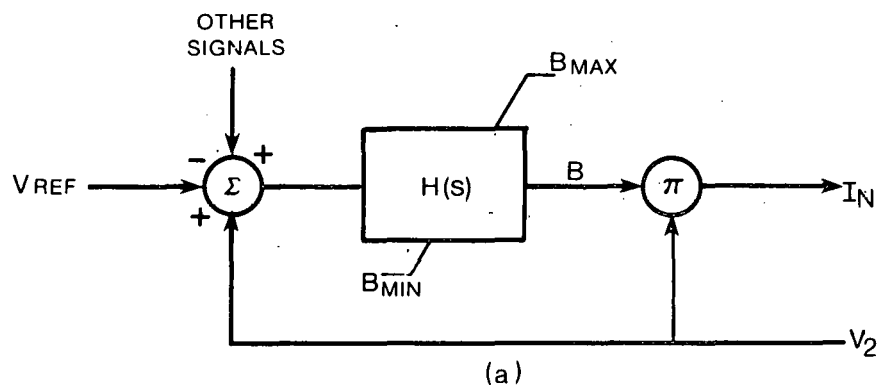 OTHER
SIGNALS
BMAX
- +
VREF Σ H(s) B π IN
+
BMIN
V2
(a)